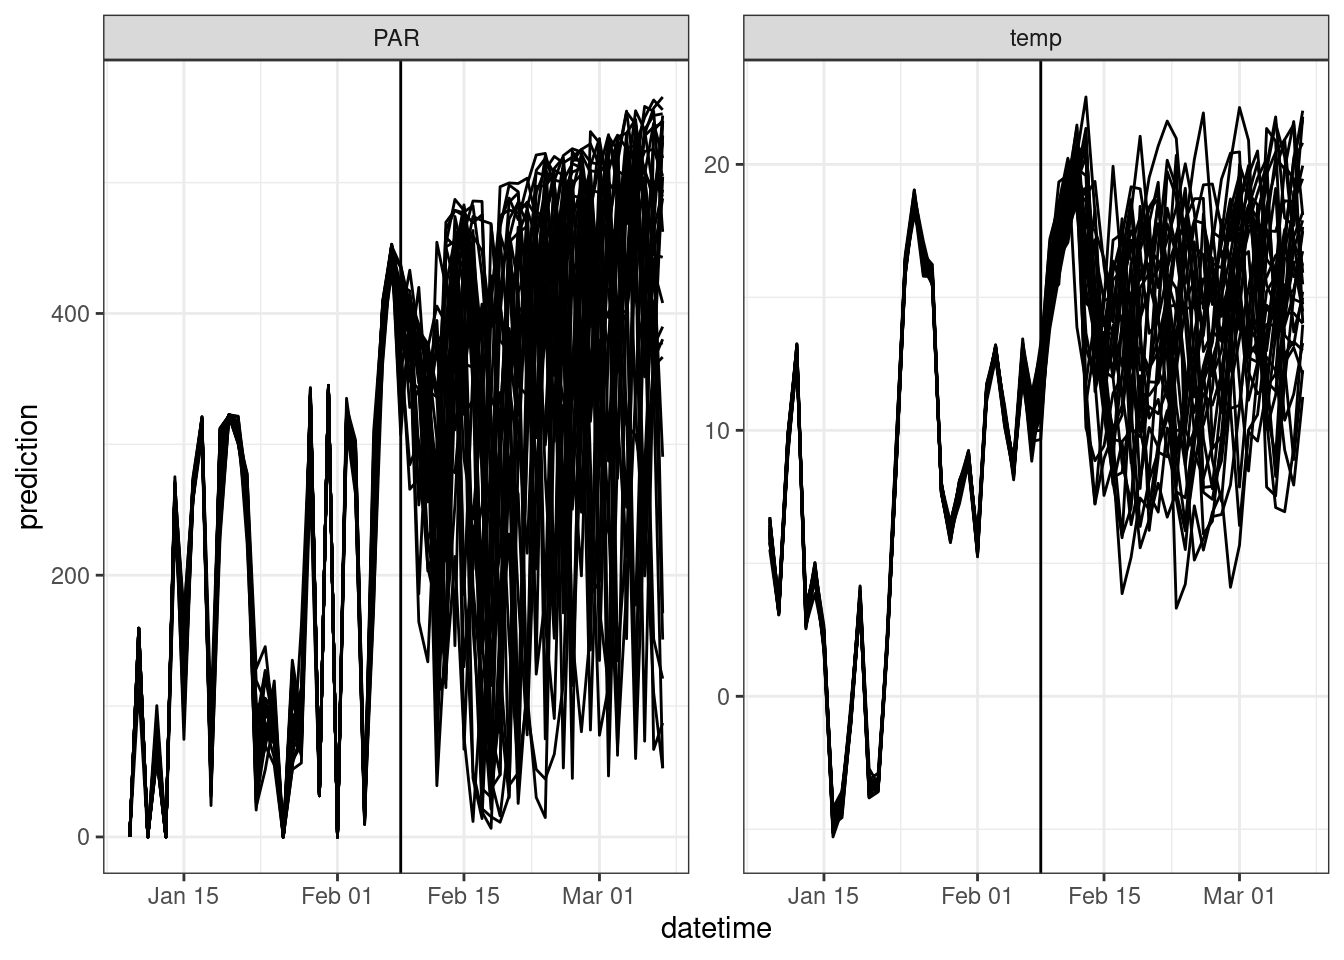 PAR
temp
prediction
400
200
0
20
10
0
Jan 15
Feb 01
Feb 15
Mar 01
Jan 15
Feb 01
Feb 15
Mar 01
datetime